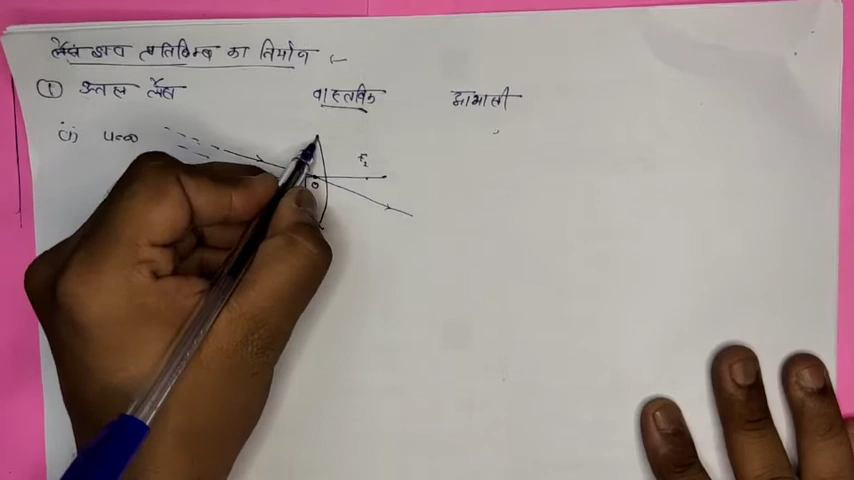 लेंस द्वारा प्रतिबिम्ब का निर्माण :-
① उत्तल लेंस वास्तविक आभासी
(i) u=∞
F₂
O